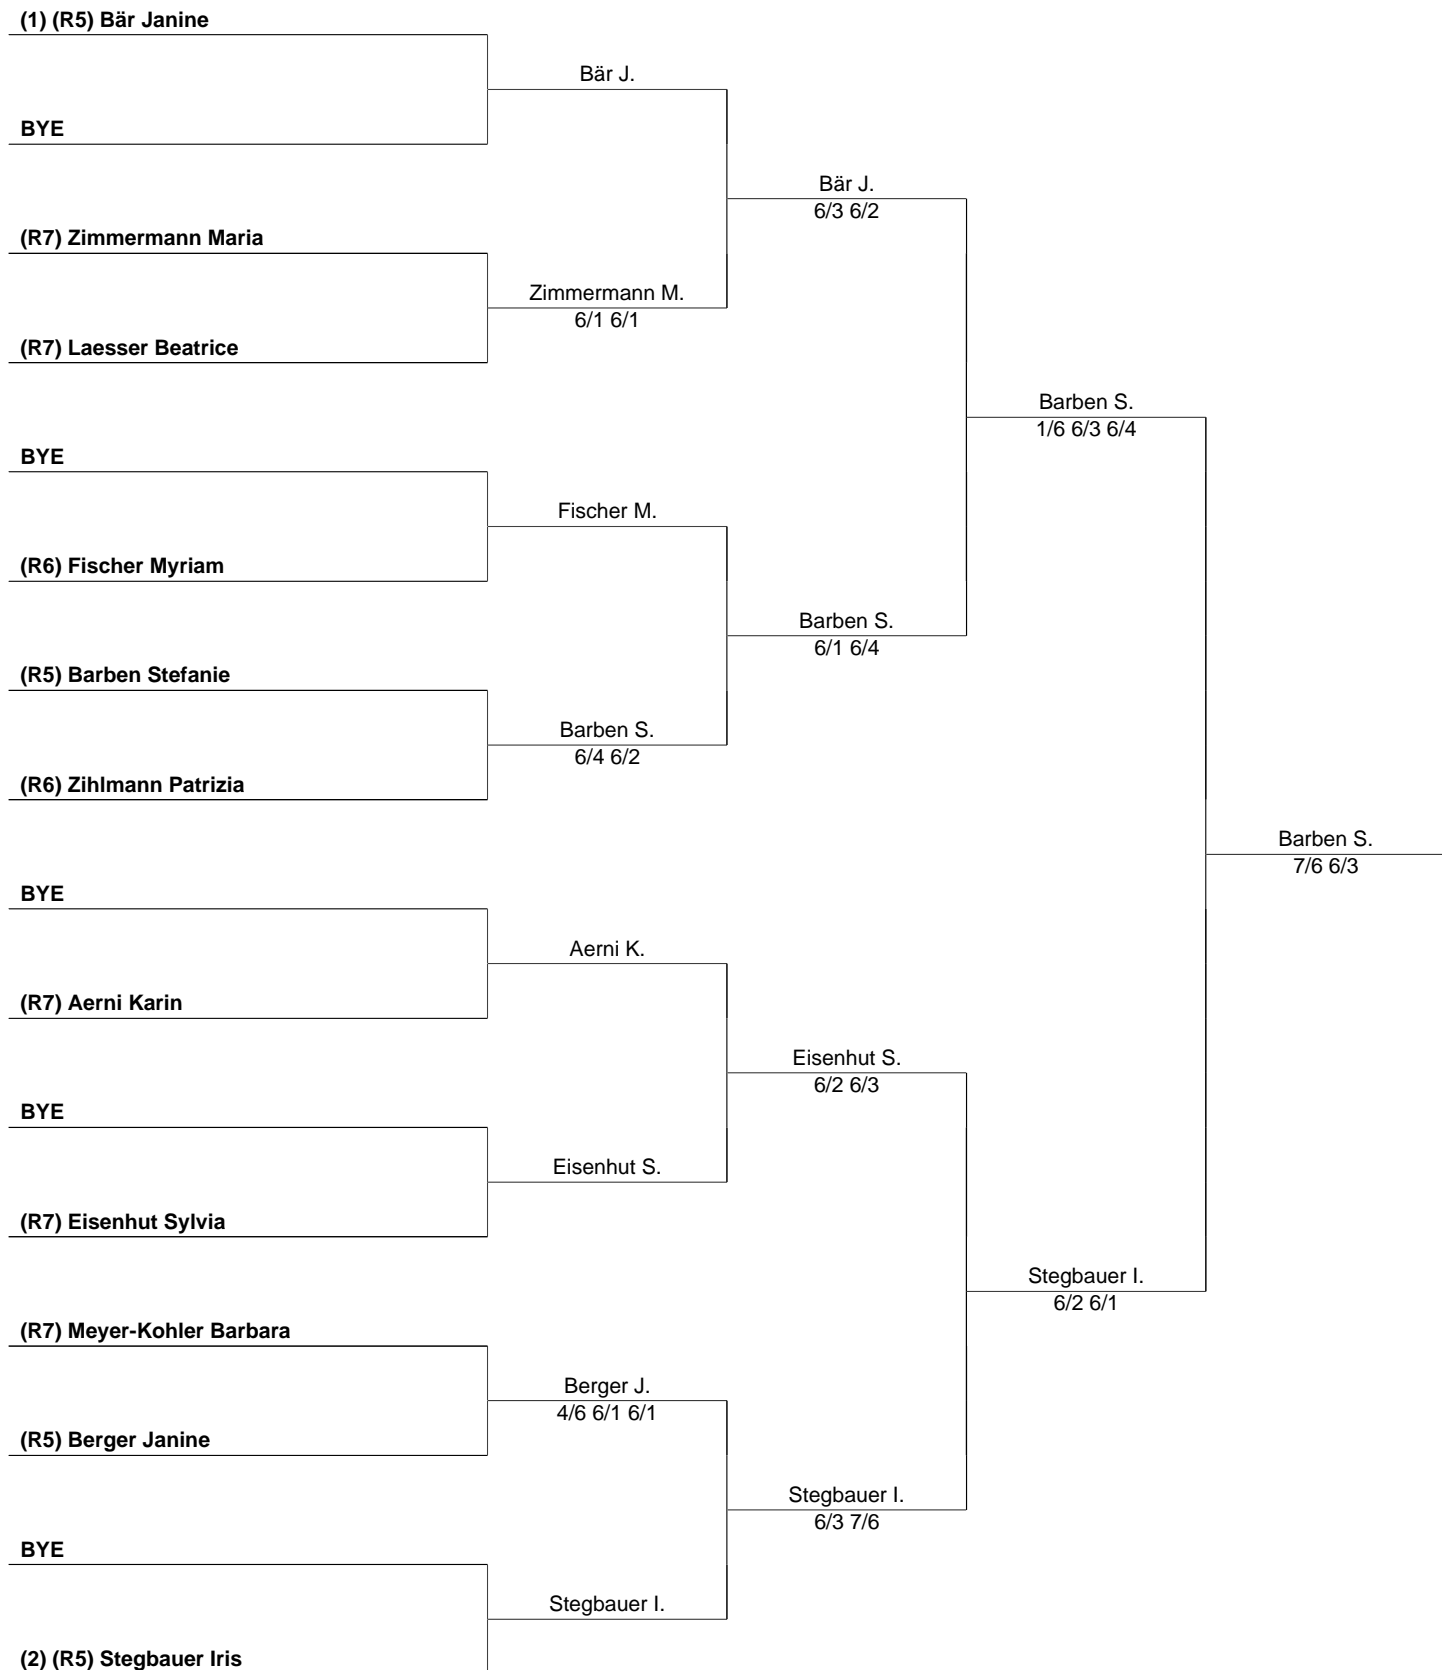 (1) (R5) Bär Janine
Bär J.
BYE
Bär J.
6/3 6/2
(R7) Zimmermann Maria
Zimmermann M.
6/1 6/1
(R7) Laesser Beatrice
Barben S.
1/6 6/3 6/4
BYE
Fischer M.
(R6) Fischer Myriam
Barben S.
6/1 6/4
(R5) Barben Stefanie
Barben S.
6/4 6/2
(R6) Zihlmann Patrizia
Barben S.
7/6 6/3
BYE
Aerni K.
(R7) Aerni Karin
Eisenhut S.
6/2 6/3
BYE
Eisenhut S.
(R7) Eisenhut Sylvia
Stegbauer I.
6/2 6/1
(R7) Meyer-Kohler Barbara
Berger J.
4/6 6/1 6/1
(R5) Berger Janine
Stegbauer I.
6/3 7/6
BYE
Stegbauer I.
(2) (R5) Stegbauer Iris